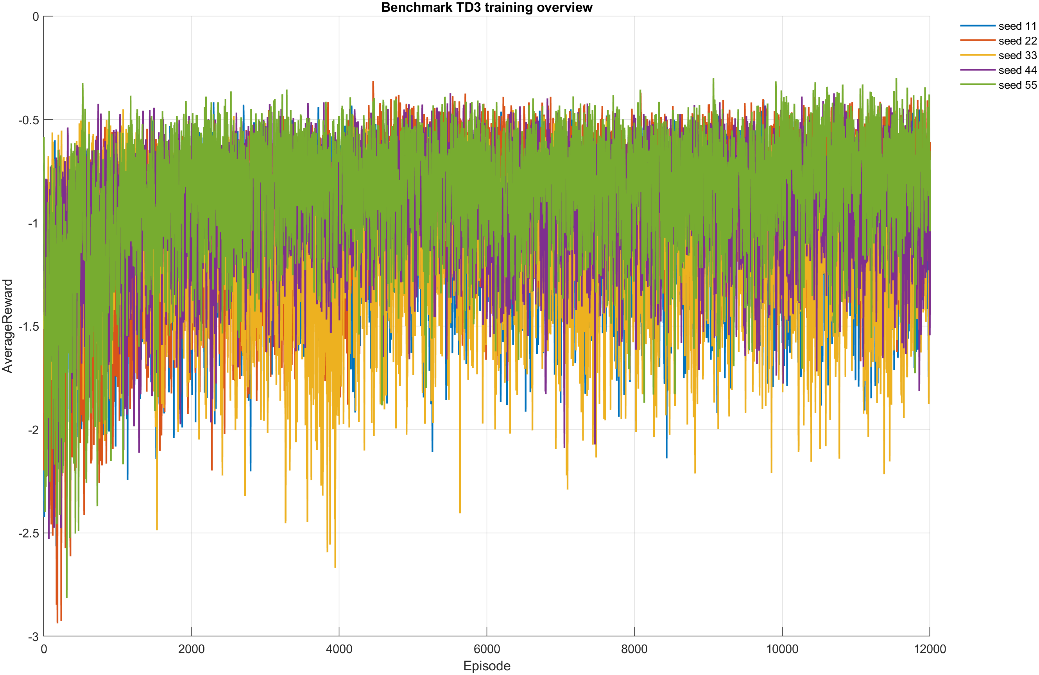 Benchmark TD3 training overview
seed 11
seed 22
seed 33
seed 44
seed 55
0
-0.5
-1
-1.5
-2
-2.5
-3
AverageReward
0 2000 4000 6000 8000 10000 12000
Episode